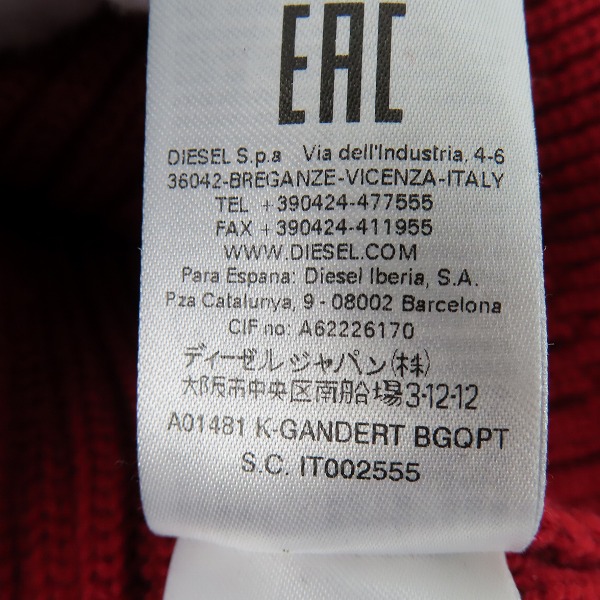 EAC
DIESEL S.p.a Via dell'Industria, 4-6
36042-BREGANZE-VICENZA-ITALY
TEL +390424-477555
FAX +390424-411955
WWW.DIESEL.COM
Para Espana: Diesel Iberia, S.A.
Pza Catalunya, 9 - 08002 Barcelona
CIF no: A62226170
ディーゼル ジャパン(株)
大阪市中央区南船場3-12-12
A01481 K-GANDERT BGQPT
S.C. IT002555